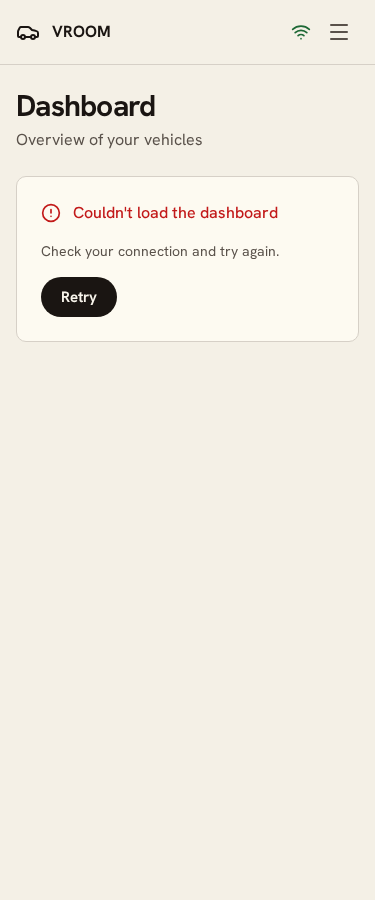 VROOM
Dashboard
Overview of your vehicles
Couldn't load the dashboard
Check your connection and try again.
Retry